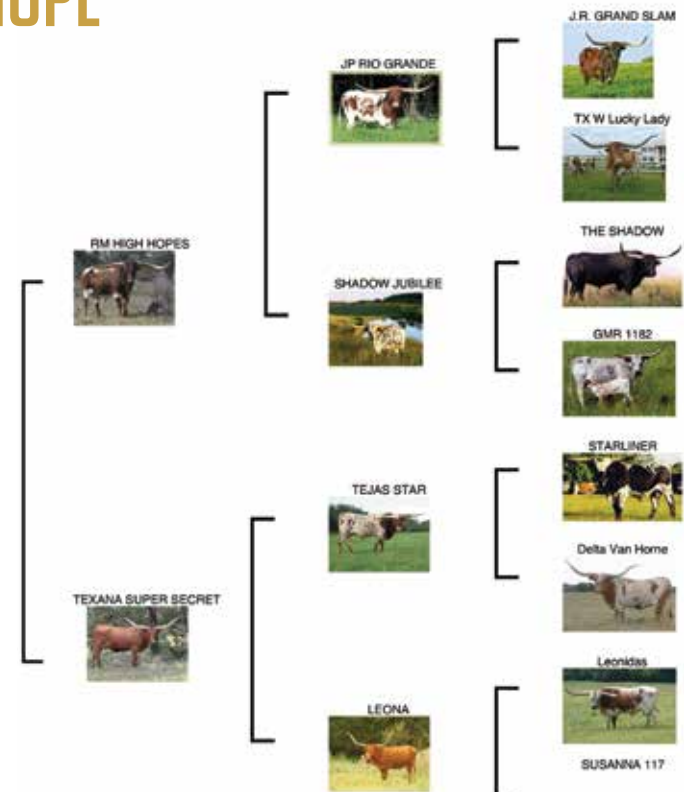 HOPE
J.R. GRAND SLAM
JP RIO GRANDE
TX W Lucky Lady
THE SHADOW
RM HIGH HOPES
SHADOW JUBILEE
GMR 1182
STARLINER
TEJAS STAR
Delta Van Horne
TEXANA SUPER SECRET
Leonidas
LEONA
SUSANNA 117